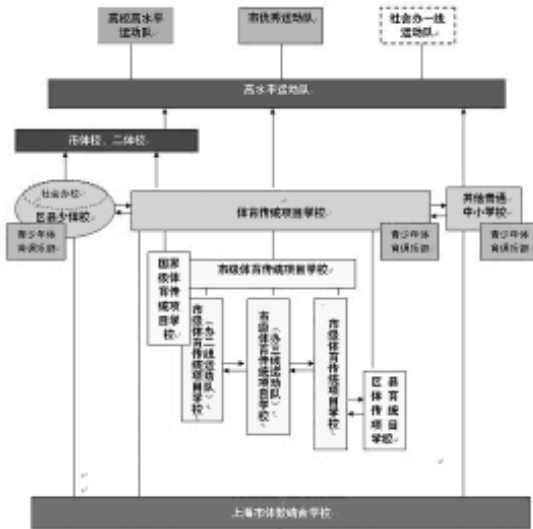 高校高水平
运动队
市优秀运动队
社会办一线
运动队
高水平运动队
市体校、二体校
社会办校
区县少体校
体育传统项目学校
其他普通
中小学校
青少年体
育俱乐部
青少年体
育俱乐部
青少年体
育俱乐部
国家级体育传统项目学校
市级体育传统项目学校
市级体育传统项目学校
（办二线运动队）
市级体育传统项目学校
（办三线运动队）
市级体育传统项目学校
区县
体育
传统
项目
学校
上海市体教结合学校